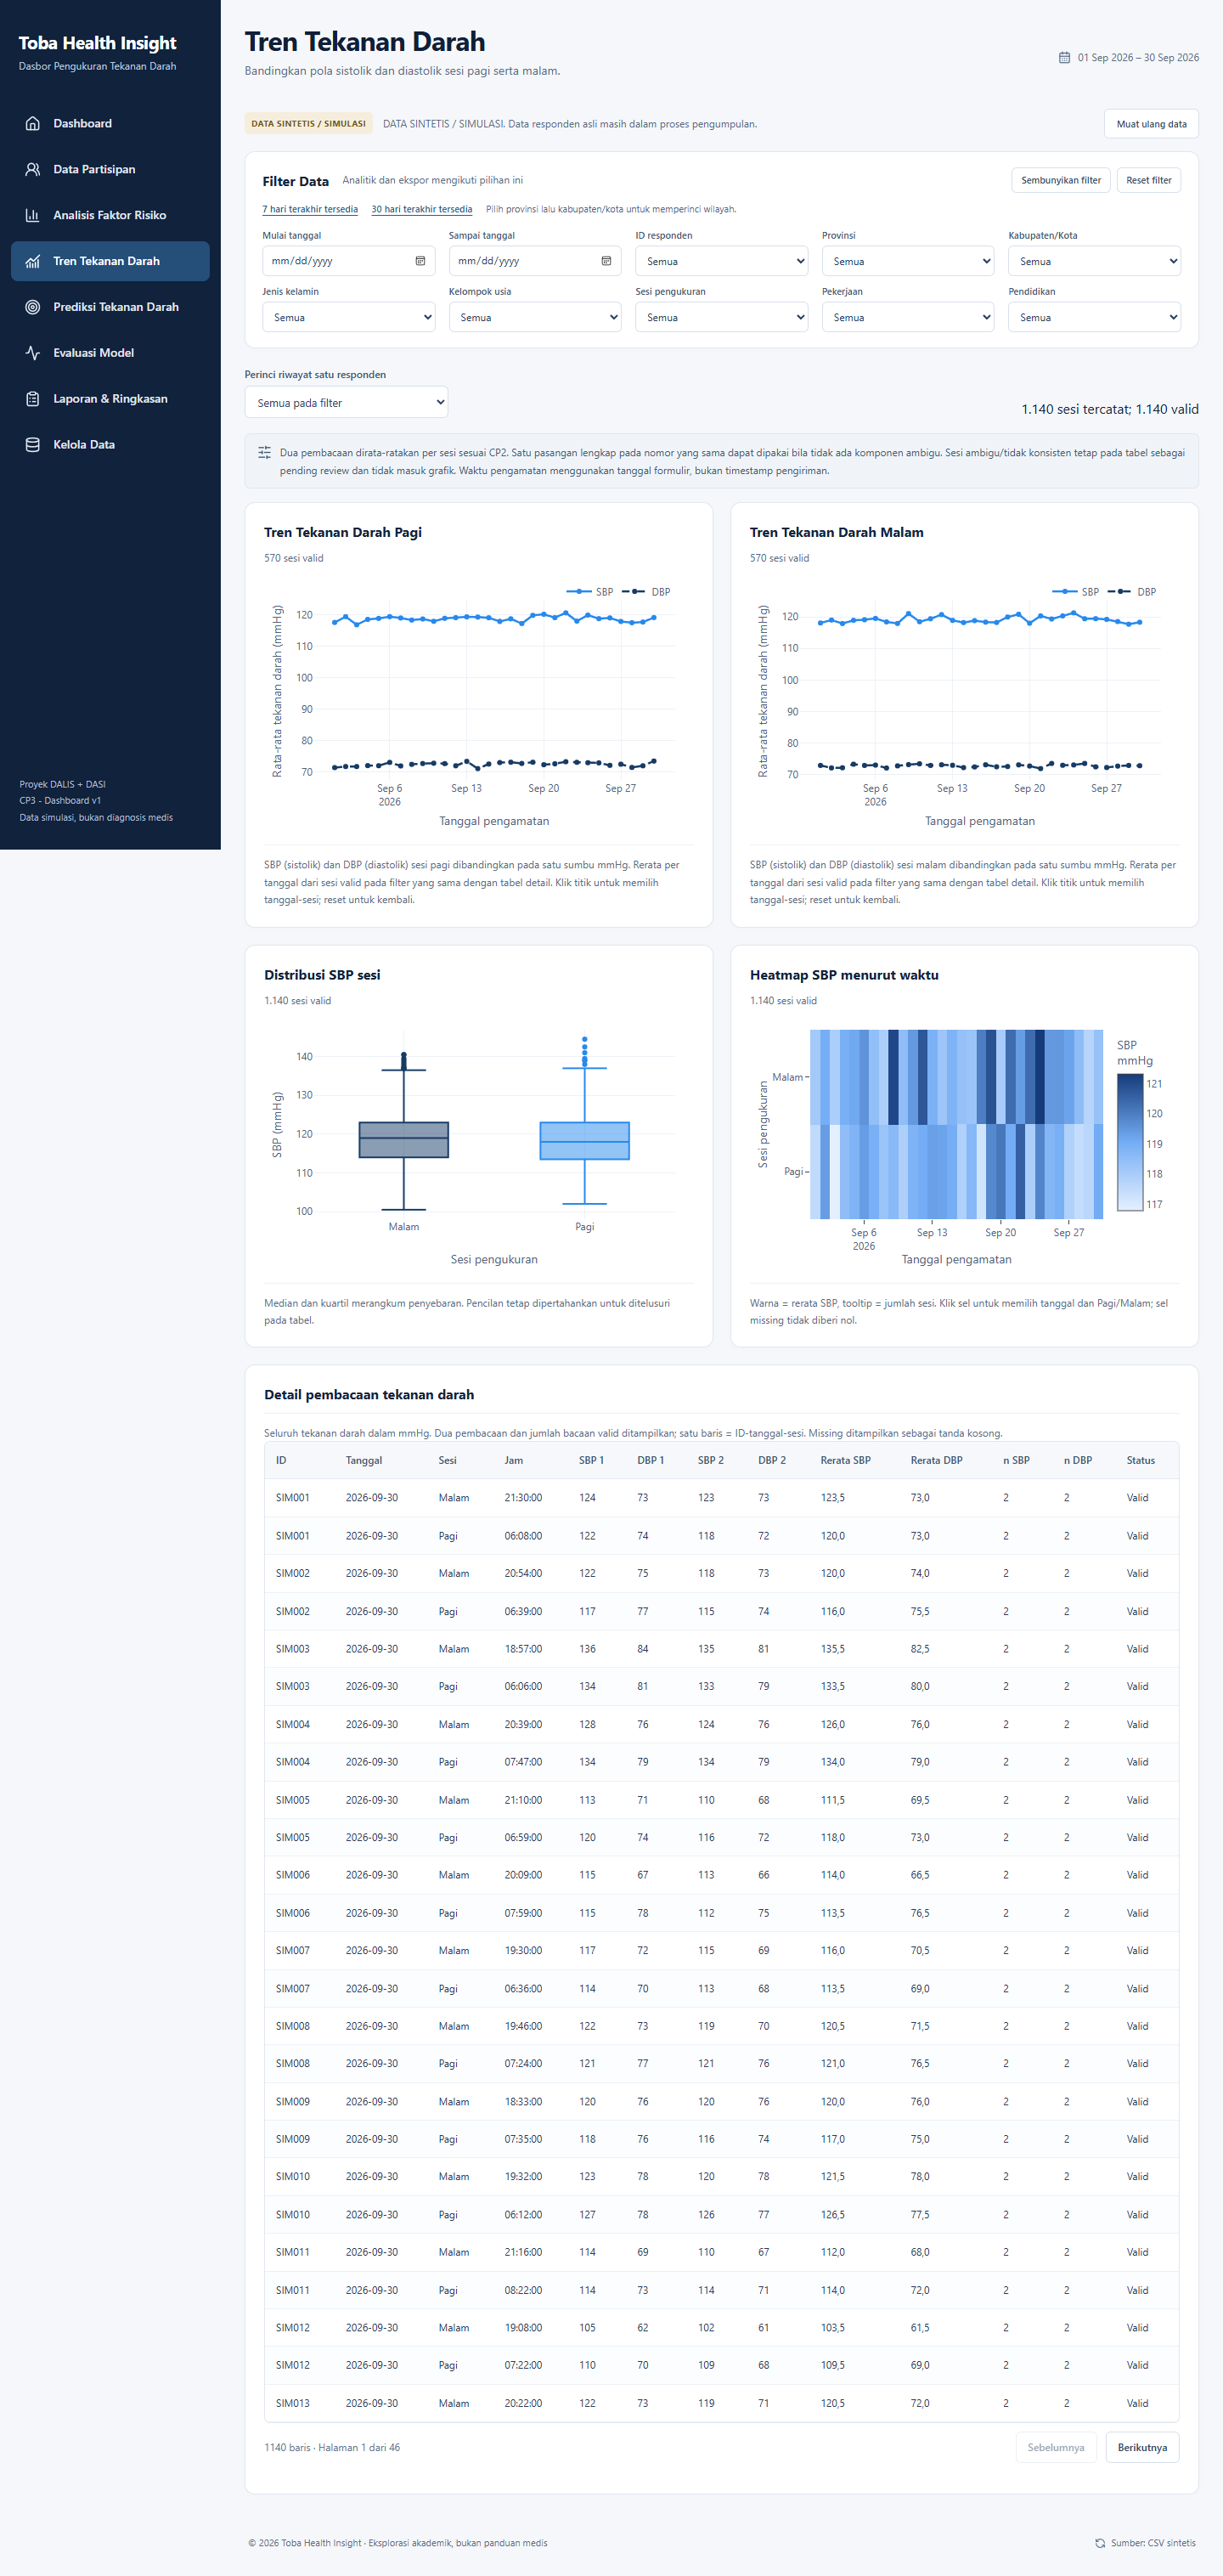 Toba Health Insight
Dasbor Pengukuran Tekanan Darah
Dashboard
Data Partisipan
Analisis Faktor Risiko
Tren Tekanan Darah
Prediksi Tekanan Darah
Evaluasi Model
Laporan & Ringkasan
Kelola Data
Proyek DALIS + DASI
CP3 - Dashboard v1
Data simulasi, bukan diagnosis medis
Tren Tekanan Darah
Bandingkan pola sistolik dan diastolik sesi pagi serta malam.
01 Sep 2026 – 30 Sep 2026
DATA SINTETIS / SIMULASI DATA SINTETIS / SIMULASI. Data responden asli masih dalam proses pengumpulan.
Muat ulang data
Filter Data Analitik dan ekspor mengikuti pilihan ini
Sembunyikan filter Reset filter
7 hari terakhir tersedia 30 hari terakhir tersedia Pilih provinsi lalu kabupaten/kota untuk memperinci wilayah.
Mulai tanggal Sampai tanggal ID responden Provinsi Kabupaten/Kota
mm/dd/yyyy mm/dd/yyyy Semua Semua Semua
Jenis kelamin Kelompok usia Sesi pengukuran Pekerjaan Pendidikan
Semua Semua Semua Semua Semua
Perinci riwayat satu responden
Semua pada filter
1.140 sesi tercatat; 1.140 valid
Dua pembacaan dirata-ratakan per sesi sesuai CP2. Satu pasangan lengkap pada nomor yang sama dapat dipakai bila tidak ada komponen ambigu. Sesi ambigu/tidak konsisten tetap pada tabel sebagai
pending review dan tidak masuk grafik. Waktu pengamatan menggunakan tanggal formulir, bukan timestamp pengiriman.
Tren Tekanan Darah Pagi
570 sesi valid
SBP DBP
Rata-rata tekanan darah (mmHg)
120
110
100
90
80
70
Sep 6 Sep 13 Sep 20 Sep 27
2026
Tanggal pengamatan
SBP (sistolik) dan DBP (diastolik) sesi pagi dibandingkan pada satu sumbu mmHg. Rerata per
tanggal dari sesi valid pada filter yang sama dengan tabel detail. Klik titik untuk memilih
tanggal-sesi; reset untuk kembali.
Tren Tekanan Darah Malam
570 sesi valid
SBP DBP
Rata-rata tekanan darah (mmHg)
120
110
100
90
80
70
Sep 6 Sep 13 Sep 20 Sep 27
2026
Tanggal pengamatan
SBP (sistolik) dan DBP (diastolik) sesi malam dibandingkan pada satu sumbu mmHg. Rerata per
tanggal dari sesi valid pada filter yang sama dengan tabel detail. Klik titik untuk memilih
tanggal-sesi; reset untuk kembali.
Distribusi SBP sesi
1.140 sesi valid
SBP (mmHg)
140
130
120
110
100
Malam Pagi
Sesi pengukuran
Median dan kuartil merangkum penyebaran. Pencilan tetap dipertahankan untuk ditelusuri
pada tabel.
Heatmap SBP menurut waktu
1.140 sesi valid
Sesi pengukuran
Malam
Pagi
SBP
mmHg
121
120
119
118
117
Sep 6 Sep 13 Sep 20 Sep 27
2026
Tanggal pengamatan
Warna = rerata SBP, tooltip = jumlah sesi. Klik sel untuk memilih tanggal dan Pagi/Malam; sel
missing tidak diberi nol.
Detail pembacaan tekanan darah
Seluruh tekanan darah dalam mmHg. Dua pembacaan dan jumlah bacaan valid ditampilkan; satu baris = ID-tanggal-sesi. Missing ditampilkan sebagai tanda kosong.
ID Tanggal Sesi Jam SBP 1 DBP 1 SBP 2 DBP 2 Rerata SBP Rerata DBP n SBP n DBP Status
SIM001 2026-09-30 Malam 21:30:00 124 73 123 73 123,5 73,0 2 2 Valid
SIM001 2026-09-30 Pagi 06:08:00 122 74 118 72 120,0 73,0 2 2 Valid
SIM002 2026-09-30 Malam 20:54:00 122 75 118 73 120,0 74,0 2 2 Valid
SIM002 2026-09-30 Pagi 06:39:00 117 77 115 74 116,0 75,5 2 2 Valid
SIM003 2026-09-30 Malam 18:57:00 136 84 135 81 135,5 82,5 2 2 Valid
SIM003 2026-09-30 Pagi 06:06:00 134 81 133 79 133,5 80,0 2 2 Valid
SIM004 2026-09-30 Malam 20:39:00 128 76 124 76 126,0 76,0 2 2 Valid
SIM004 2026-09-30 Pagi 07:47:00 134 79 134 79 134,0 79,0 2 2 Valid
SIM005 2026-09-30 Malam 21:10:00 113 71 110 68 111,5 69,5 2 2 Valid
SIM005 2026-09-30 Pagi 06:59:00 120 74 116 72 118,0 73,0 2 2 Valid
SIM006 2026-09-30 Malam 20:09:00 115 67 113 66 114,0 66,5 2 2 Valid
SIM006 2026-09-30 Pagi 07:59:00 115 78 112 75 113,5 76,5 2 2 Valid
SIM007 2026-09-30 Malam 19:30:00 117 72 115 69 116,0 70,5 2 2 Valid
SIM007 2026-09-30 Pagi 06:36:00 114 70 113 68 113,5 69,0 2 2 Valid
SIM008 2026-09-30 Malam 19:46:00 122 73 119 70 120,5 71,5 2 2 Valid
SIM008 2026-09-30 Pagi 07:24:00 121 77 121 76 121,0 76,5 2 2 Valid
SIM009 2026-09-30 Malam 18:33:00 120 76 120 76 120,0 76,0 2 2 Valid
SIM009 2026-09-30 Pagi 07:35:00 118 76 116 74 117,0 75,0 2 2 Valid
SIM010 2026-09-30 Malam 19:32:00 123 78 120 78 121,5 78,0 2 2 Valid
SIM010 2026-09-30 Pagi 06:12:00 127 78 126 77 126,5 77,5 2 2 Valid
SIM011 2026-09-30 Malam 21:16:00 114 69 110 67 112,0 68,0 2 2 Valid
SIM011 2026-09-30 Pagi 08:22:00 114 73 114 71 114,0 72,0 2 2 Valid
SIM012 2026-09-30 Malam 19:08:00 105 62 102 61 103,5 61,5 2 2 Valid
SIM012 2026-09-30 Pagi 07:22:00 110 70 109 68 109,5 69,0 2 2 Valid
SIM013 2026-09-30 Malam 20:22:00 122 73 119 71 120,5 72,0 2 2 Valid
1140 baris · Halaman 1 dari 46
Sebelumnya Berikutnya
© 2026 Toba Health Insight · Eksplorasi akademik, bukan panduan medis
Sumber: CSV sintetis